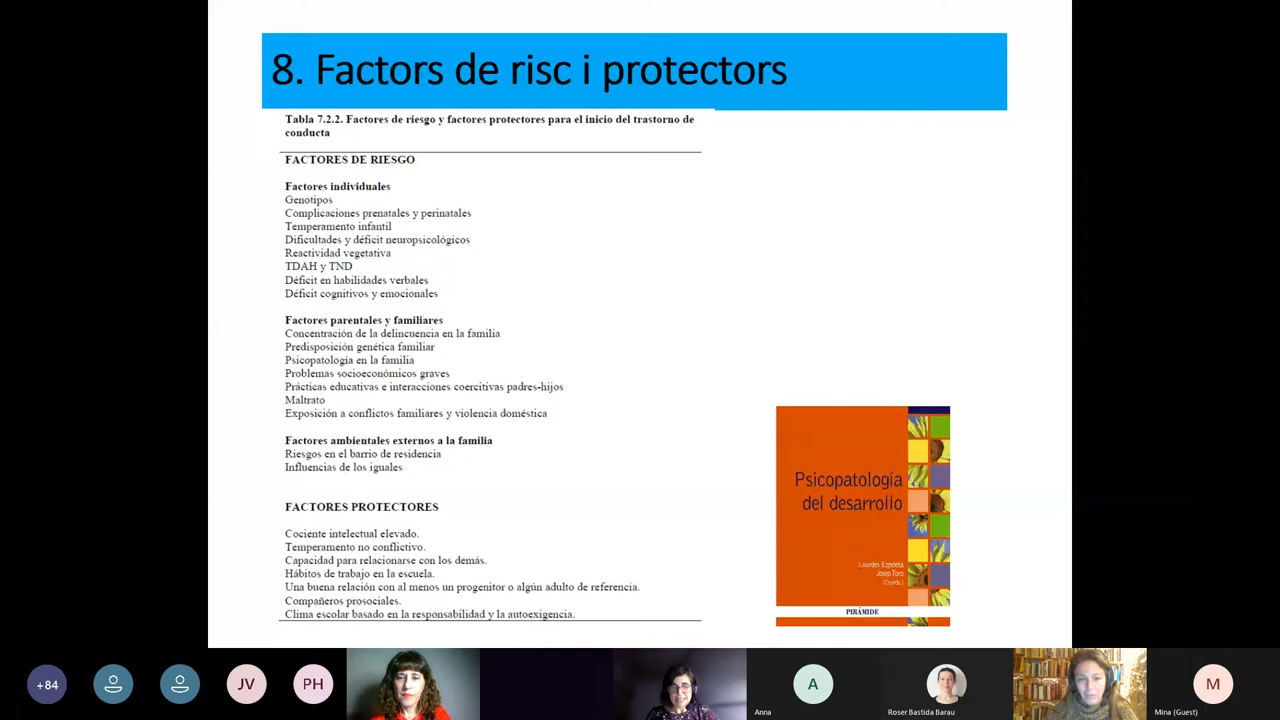 8. Factors de risc i protectors
Tabla 7.2.2. Factores de riesgo y factores protectores para el inicio del trastorno de
conducta
FACTORES DE RIESGO
Factores individuales
Genotipos
Complicaciones prenatales y perinatales
Temperamento infantil
Dificultades y déficit neuropsicológicos
Reactividad vegetativa
TDAH y TND
Déficit en habilidades verbales
Déficit cognitivos y emocionales
Factores parentales y familiares
Concentración de la delincuencia en la familia
Predisposición genética familiar
Psicopatología en la familia
Problemas socioeconómicos graves
Prácticas educativas e interacciones coercitivas padres-hijos
Maltrato
Exposición a conflictos familiares y violencia doméstica
Factores ambientales externos a la familia
Riesgos en el barrio de residencia
Influencias de los iguales
FACTORES PROTECTORES
Cociente intelectual elevado.
Temperamento no conflictivo.
Capacidad para relacionarse con los demás.
Hábitos de trabajo en la escuela.
Una buena relación con al menos un progenitor o algún adulto de referencia.
Compañeros prosociales.
Clima escolar basado en la responsabilidad y la autoexigencia.
Psicopatología
del desarrollo
Lourdes Ezpeleta
Josep Toro
(Coords.)
PIRÁMIDE
+84
JV
PH
A
Anna
Roser Bastida Barau
M
Mina (Guest)